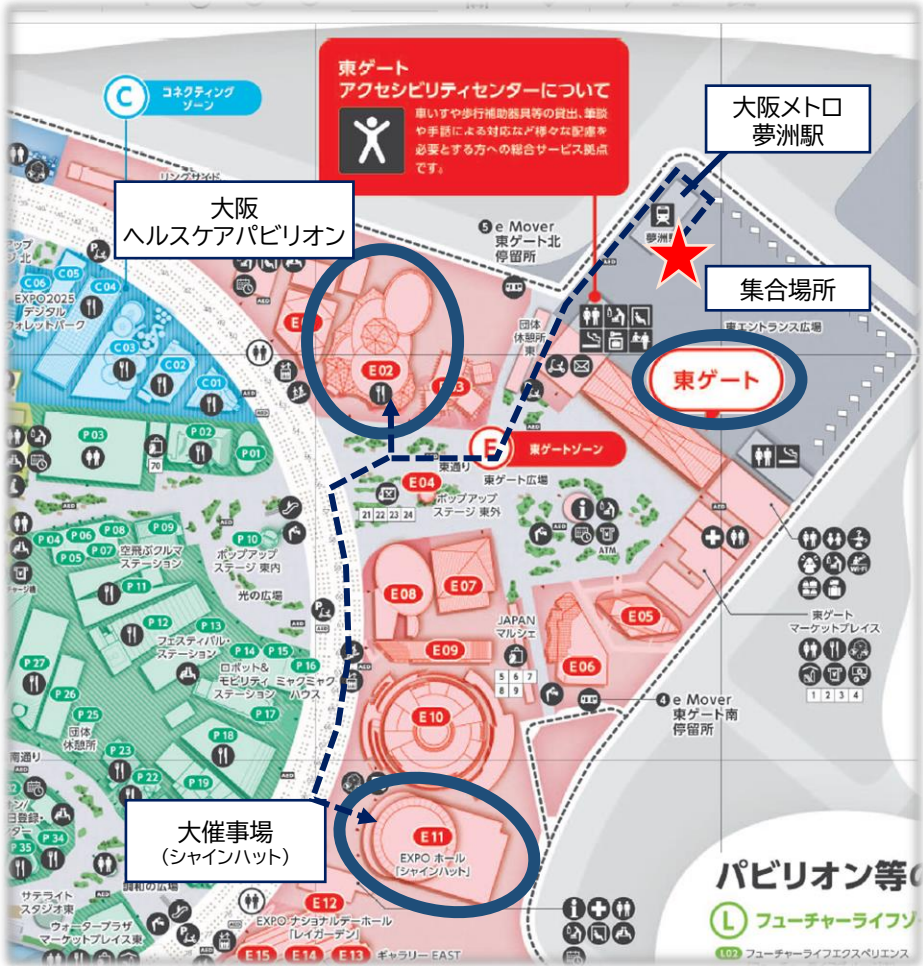 C
コネクティング
ゾーン
東ゲート
アクセシビリティセンターについて
車いすや歩行補助器具等の貸出、筆談
や手話による対応など様々な配慮を
必要とする方への総合サービス拠点
です。
大阪メトロ
夢洲駅
リングサイド
大阪
ヘルスケアパビリオン
5 e Mover
東ゲート北
停留所
集合場所
C06
C05
C04
EXPO2025
デジタル
ウォレットパーク
C03
C02
C01
E02
団体
休憩所
東
東エントランス広場
東ゲート
P03
P02
P01
70
E
東ゲートゾーン
東通り
東ゲート広場
E04
ポップアップ
ステージ 東外
21 22 23 24
ATM
P04
P06
P08
P09
P05
P07
空飛ぶクルマ
ステーション
P10
ポップアップ
ステージ 東内
光の広場
P11
P12
P13
フェスティバル・
ステーション
P14
P15
P16
ロボット&
モビリティ
ステーション
ミャクミャク
ハウス
P17
P18
P19
P27
P26
P25
団体
休憩所
P23
P22
E08
E07
E09
JAPAN
マルシェ
5 6 7
8 9
E05
E06
東ゲート
マーケットプレイス
1 2 3 4
4 e Mover
東ゲート南
停留所
E10
南通り
P34
P35
大催事場
（シャインハット）
E11
EXPO ホール
「シャインハット」
サテライト
スタジオ東
ウォータープラザ
マーケットプレイス東
E12
EXPO ナショナルデーホール
「レイガーデン」
E15
E14
E13
ギャラリー EAST
パビリオン等
L
フューチャーライフゾ
L02
フューチャーライフエクスペリエンス